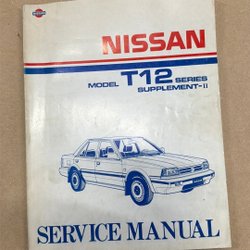 NISSAN
MODEL T12 SERIES
SUPPLEMENT-II
SERVICE MANUAL